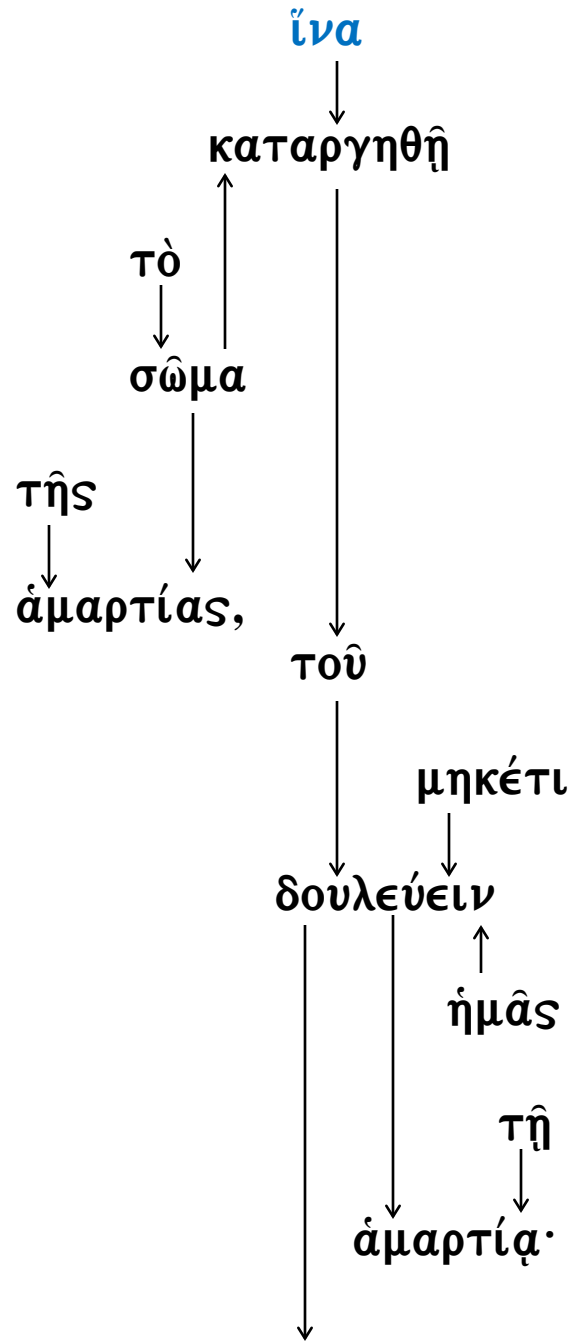 ἵνα
καταργηθῇ
τὸ
σῶμα
τῆς
ἁμαρτίας,
τοῦ
μηκέτι
δουλεύειν
ἡμᾶς
τῇ
ἁμαρτίᾳ·